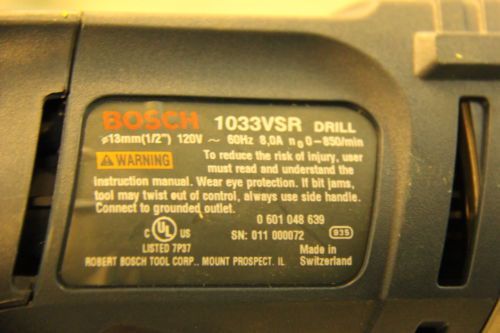 BOSCH 1033VSR DRILL
⌀13mm(1/2") 120V ~ 60Hz 8,0A n₀ 0-850/min
⚠ WARNING To reduce the risk of injury, user
must read and understand the
instruction manual. Wear eye protection. If bit jams,
tool may twist out of control, always use side handle.
Connect to grounded outlet.
0 601 048 639
C UL US
SN: 011 000072 935
LISTED 7P37
Made in
Switzerland
ROBERT BOSCH TOOL CORP., MOUNT PROSPECT, IL